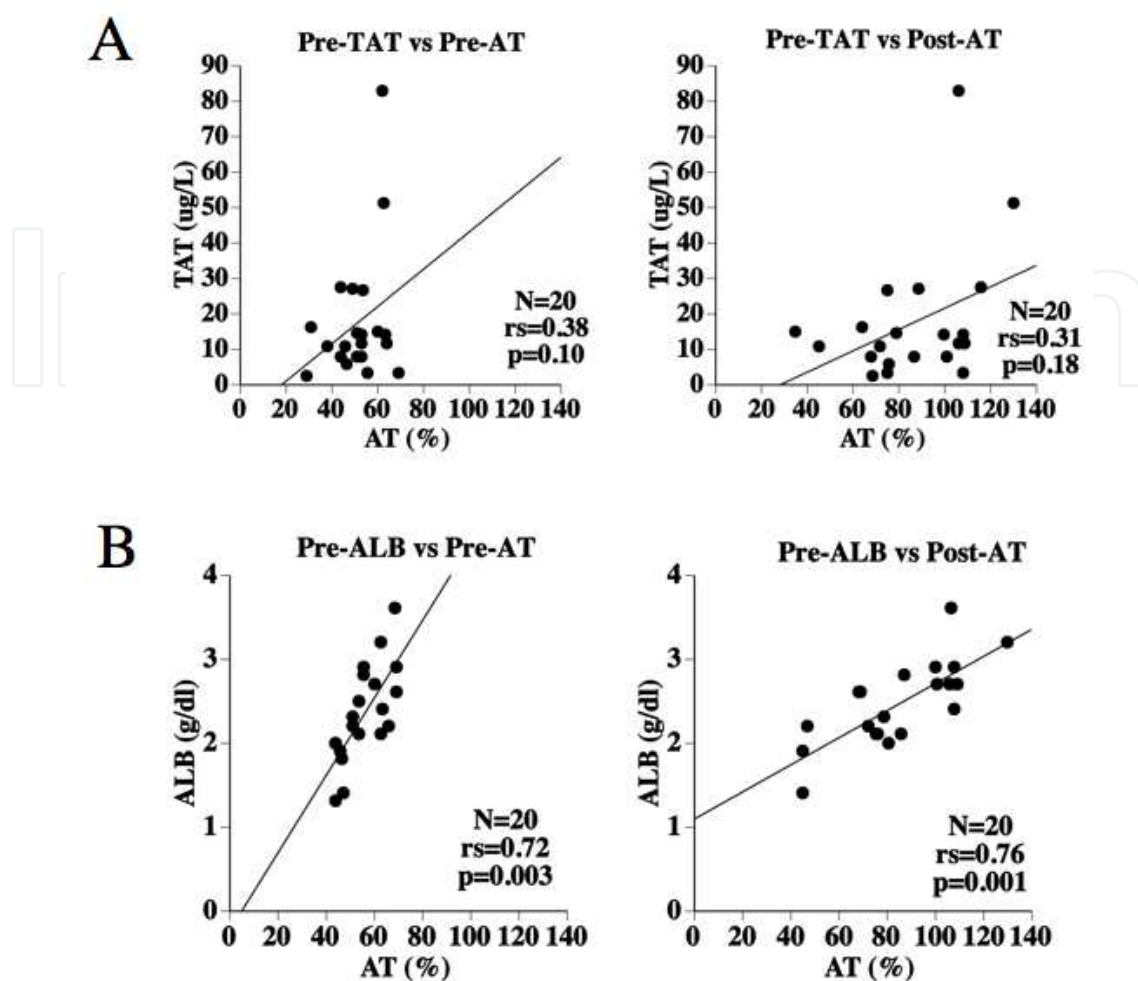 A
Pre-TAT vs Pre-AT
90
80
70
60
50
40
30
20
10
0
TAT (ug/L)
N=20
rs=0.38
p=0.10
0 20 40 60 80 100 120 140
AT (%)
Pre-TAT vs Post-AT
90
80
70
60
50
40
30
20
10
0
TAT (ug/L)
N=20
rs=0.31
p=0.18
0 20 40 60 80 100 120 140
AT (%)
B
Pre-ALB vs Pre-AT
4
3
2
1
0
ALB (g/dl)
N=20
rs=0.72
p=0.003
0 20 40 60 80 100 120 140
AT (%)
Pre-ALB vs Post-AT
4
3
2
1
0
ALB (g/dl)
N=20
rs=0.76
p=0.001
0 20 40 60 80 100 120 140
AT (%)